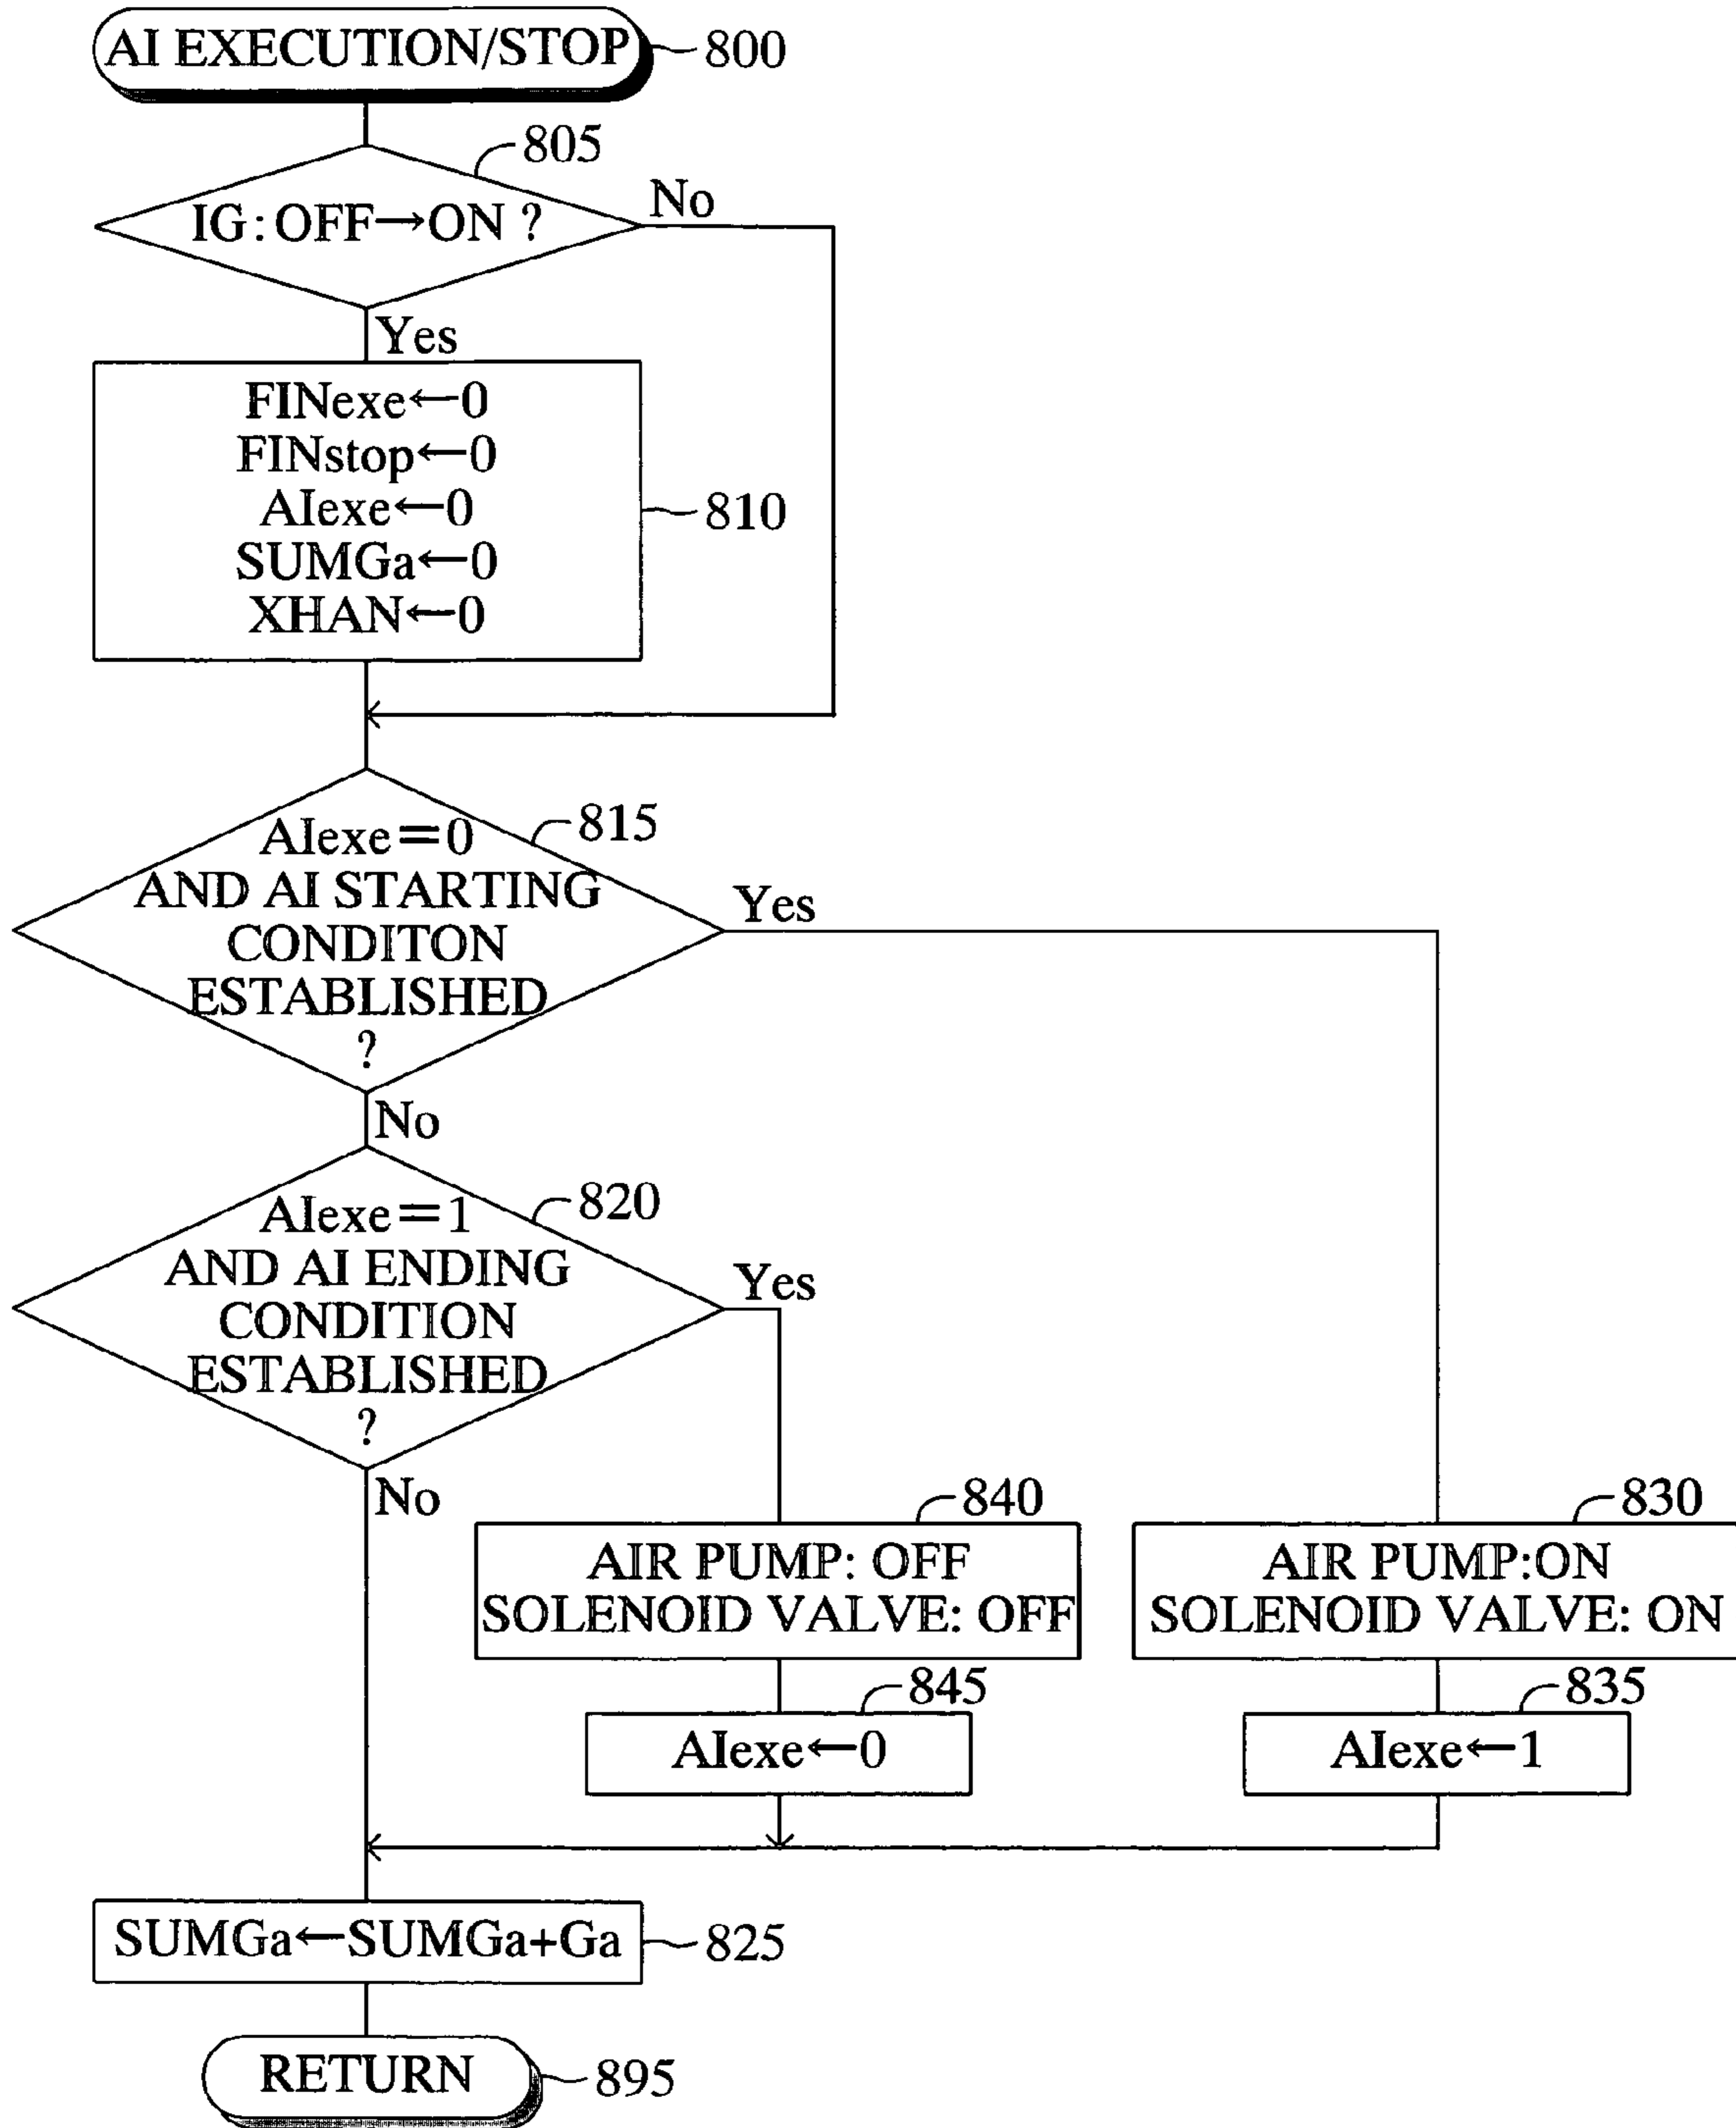 AI EXECUTION/STOP
800
805
IG:OFF→ON ?
No
Yes
FINexe←0
FINstop←0
AIexe←0
SUMGa←0
XHAN←0
810
AIexe=0
AND AI STARTING
CONDITON
ESTABLISHED
?
815
Yes
No
AIexe=1
AND AI ENDING
CONDITION
ESTABLISHED
?
820
Yes
No
840
AIR PUMP: OFF
SOLENOID VALVE: OFF
830
AIR PUMP:ON
SOLENOID VALVE: ON
845
AIexe←0
835
AIexe←1
SUMGa←SUMGa+Ga
825
RETURN
895